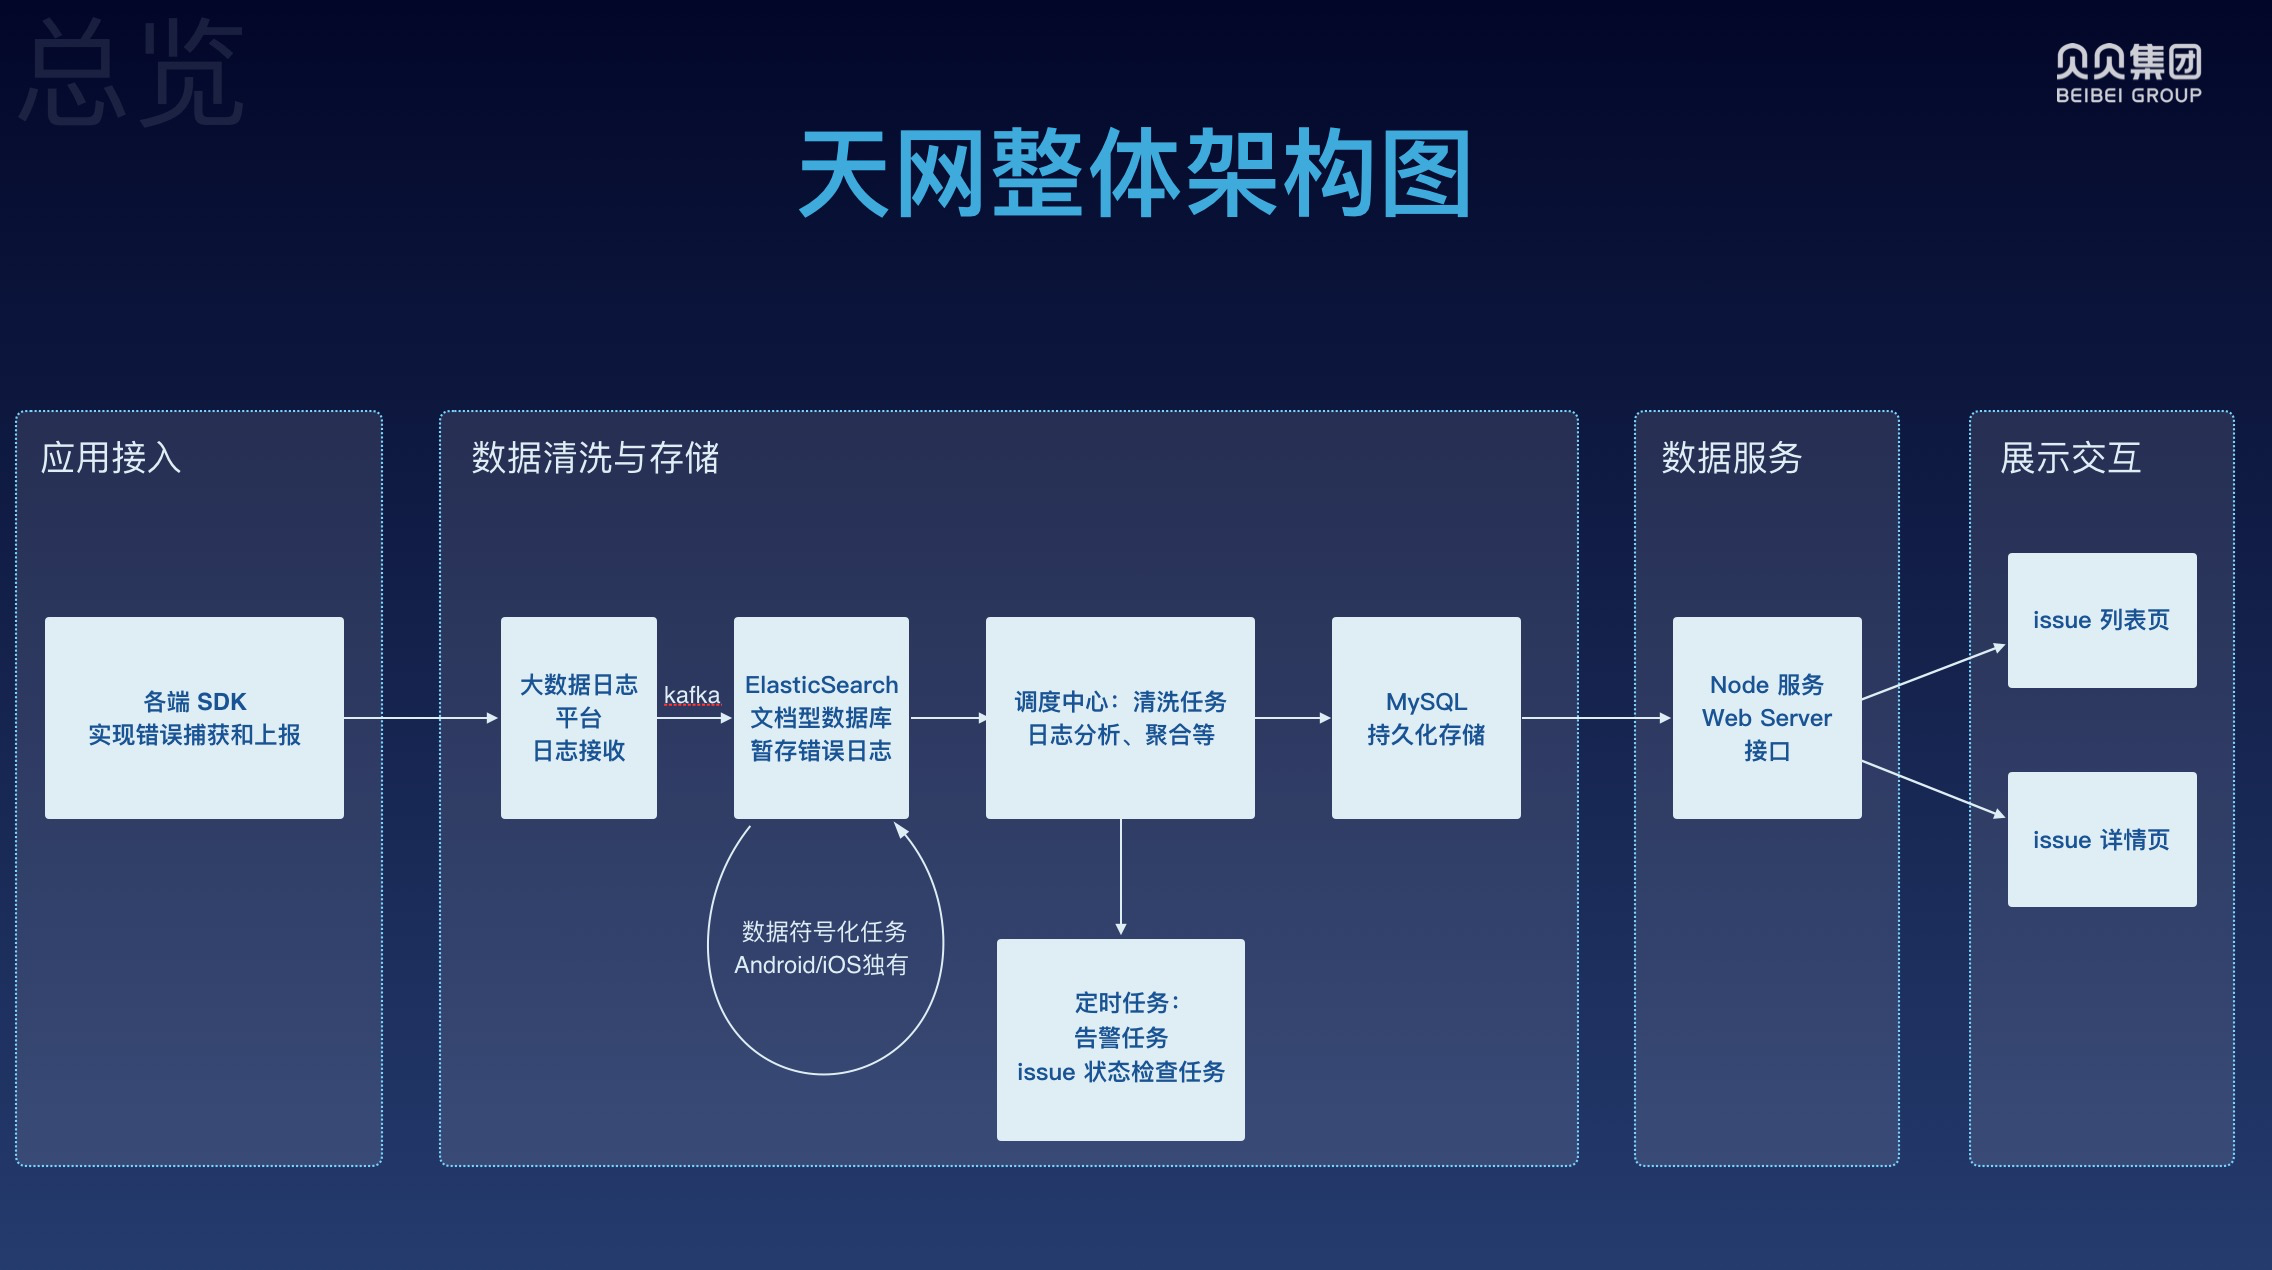 总览
贝贝集团
BEIBEI GROUP
天网整体架构图
应用接入
各端 SDK
实现错误捕获和上报
数据清洗与存储
大数据日志
平台
日志接收
kafka
ElasticSearch
文档型数据库
暂存错误日志
数据符号化任务
Android/iOS独有
调度中心：清洗任务
日志分析、聚合等
定时任务：
告警任务
issue 状态检查任务
MySQL
持久化存储
数据服务
Node 服务
Web Server
接口
展示交互
issue 列表页
issue 详情页